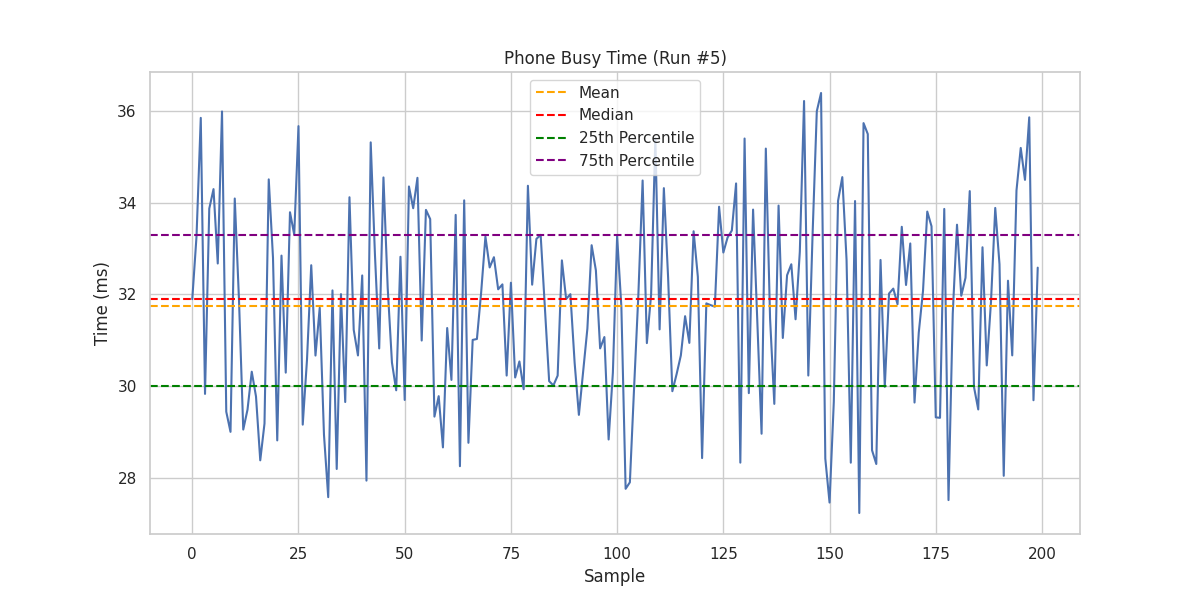 Phone Busy Time (Run #5)
Mean
Median
25th Percentile
75th Percentile
Time (ms)
36
34
32
30
28
0 25 50 75 100 125 150 175 200
Sample